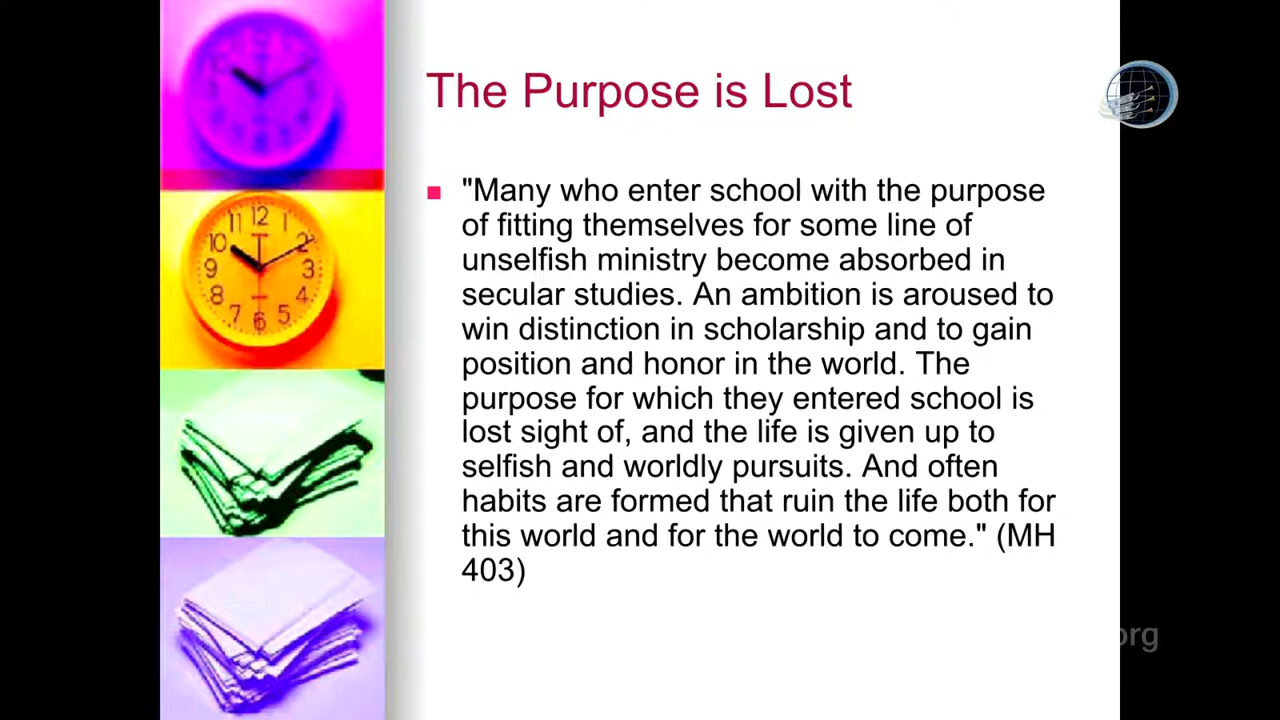 The Purpose is Lost
"Many who enter school with the purpose
of fitting themselves for some line of
unselfish ministry become absorbed in
secular studies. An ambition is aroused to
win distinction in scholarship and to gain
position and honor in the world. The
purpose for which they entered school is
lost sight of, and the life is given up to
selfish and worldly pursuits. And often
habits are formed that ruin the life both for
this world and for the world to come." (MH
403)
11 12 1
10 2
9 3
8 4
7 6 5
org